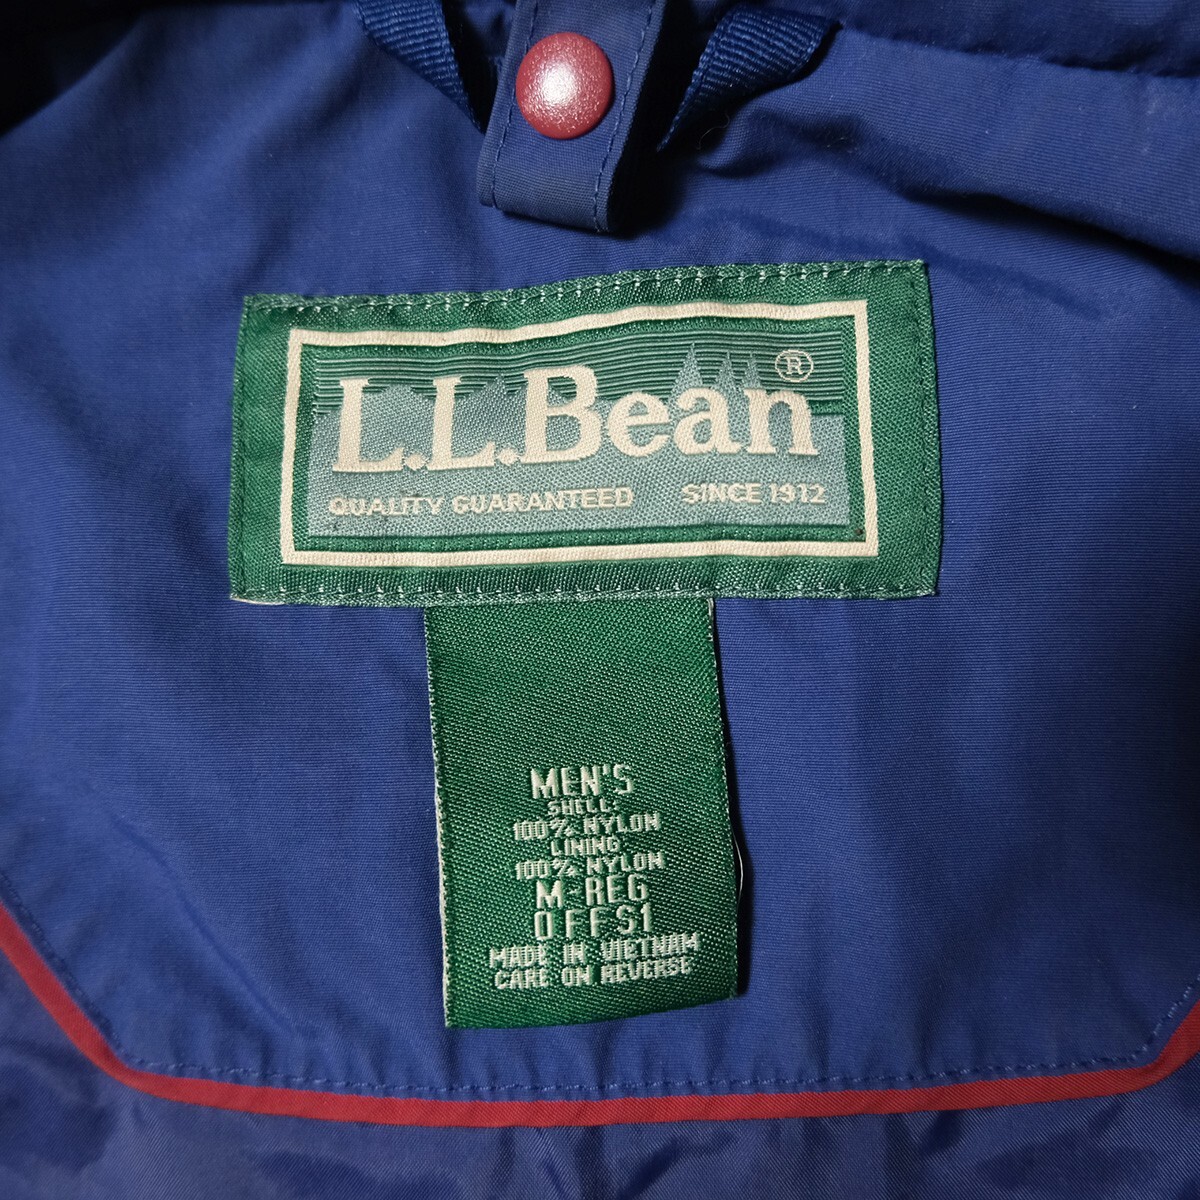 L.L.Bean®
QUALITY GUARANTEED SINCE 1912
MEN'S
SHELL:
100% NYLON
LINING
100% NYLON
M-REG
0FFS1
MADE IN VIETNAM
CARE ON REVERSE